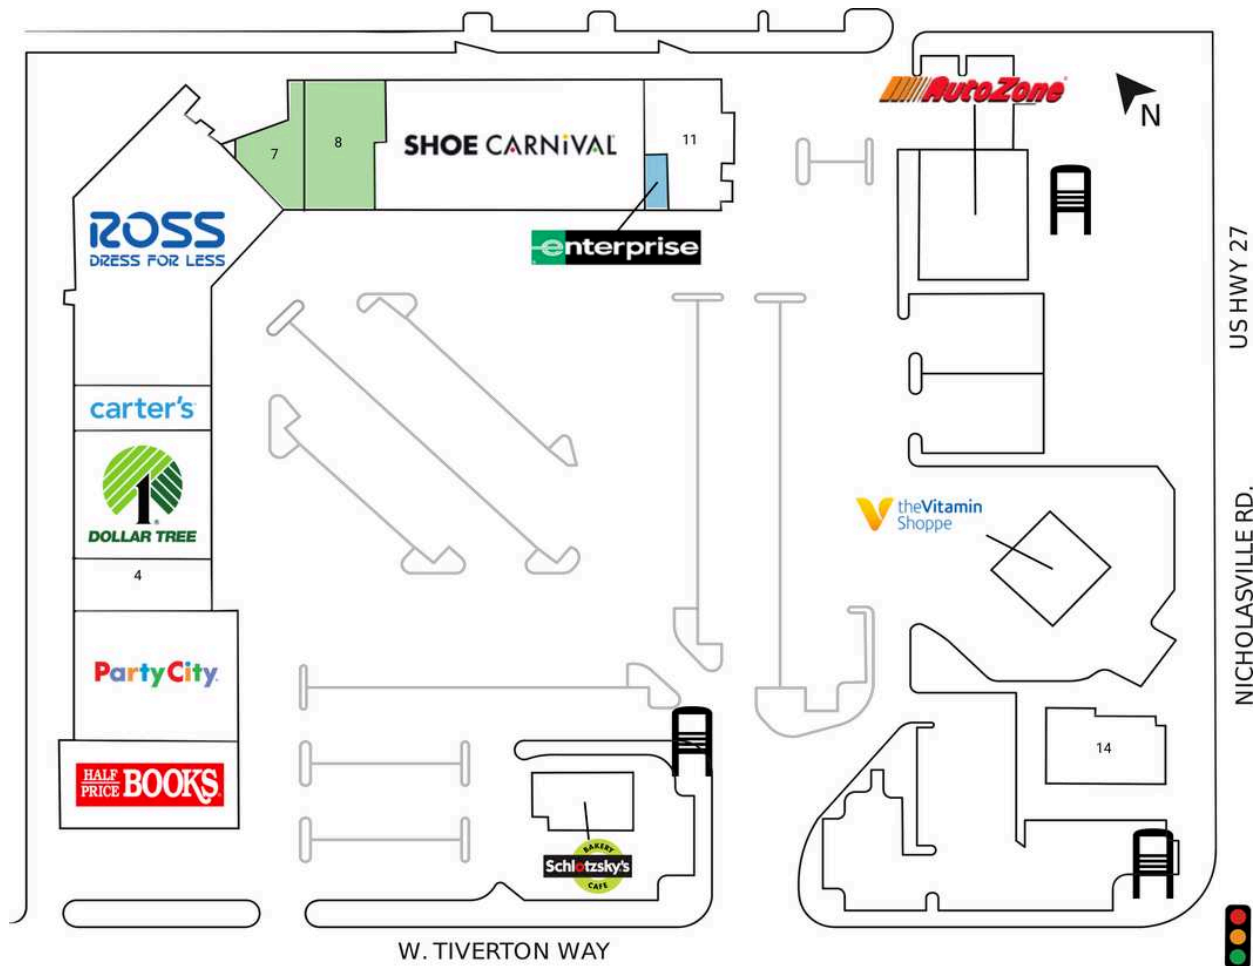 AutoZone
N
7
8
SHOE CARNiVAL
11
ROSS
DRESS FOR LESS
enterprise
US HWY 27
carter's
1
DOLLAR TREE
theVitamin
Shoppe
4
NICHOLASVILLE RD.
PartyCity
14
HALF
PRICE BOOKS
BAKERY
Schlotzsky's
CAFE
W. TIVERTON WAY